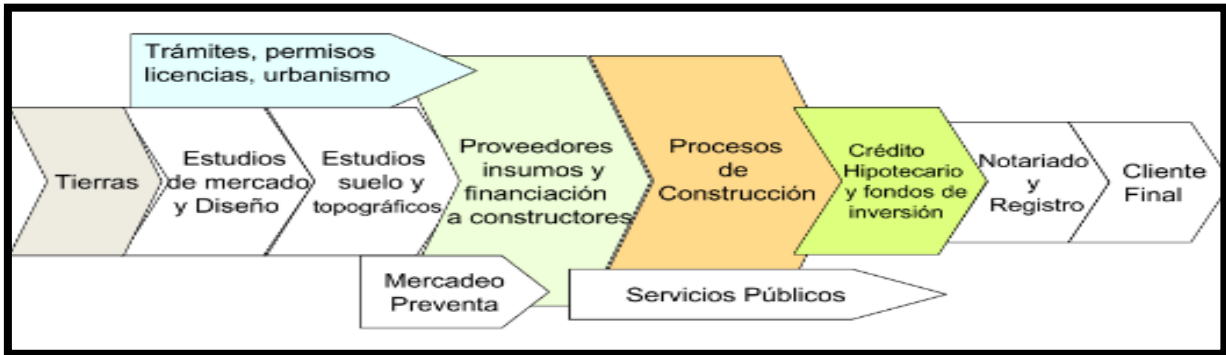 Trámites, permisos
licencias, urbanismo
Tierras
Estudios
de mercado
y Diseño
Estudios
suelo y
topográficos
Proveedores
insumos y
financiación
a constructores
Procesos
de
Construcción
Crédito
Hipotecario
y fondos de
inversión
Notariado
y
Registro
Cliente
Final
Mercadeo
Preventa
Servicios Públicos